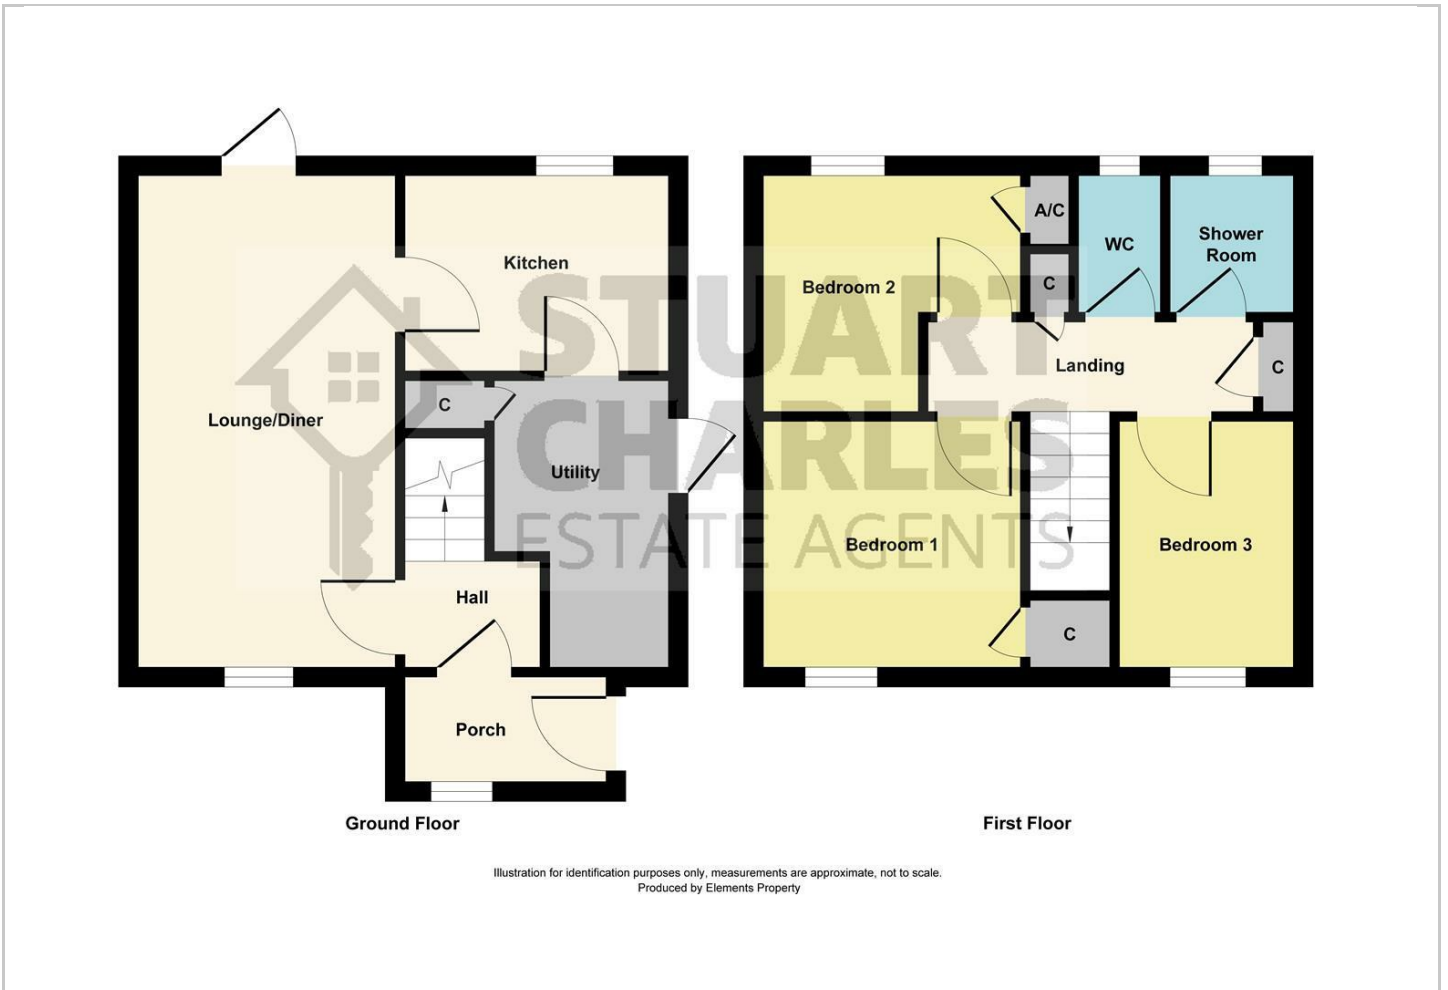 Lounge/Diner
Kitchen
C
Utility
Hall
Porch
Ground Floor
Bedroom 2
A/C
C
WC
Shower
Room
Landing
C
Bedroom 1
C
Bedroom 3
First Floor
STUART
CHARLES
ESTATE AGENTS
Illustration for identification purposes only, measurements are approximate, not to scale.
Produced by Elements Property